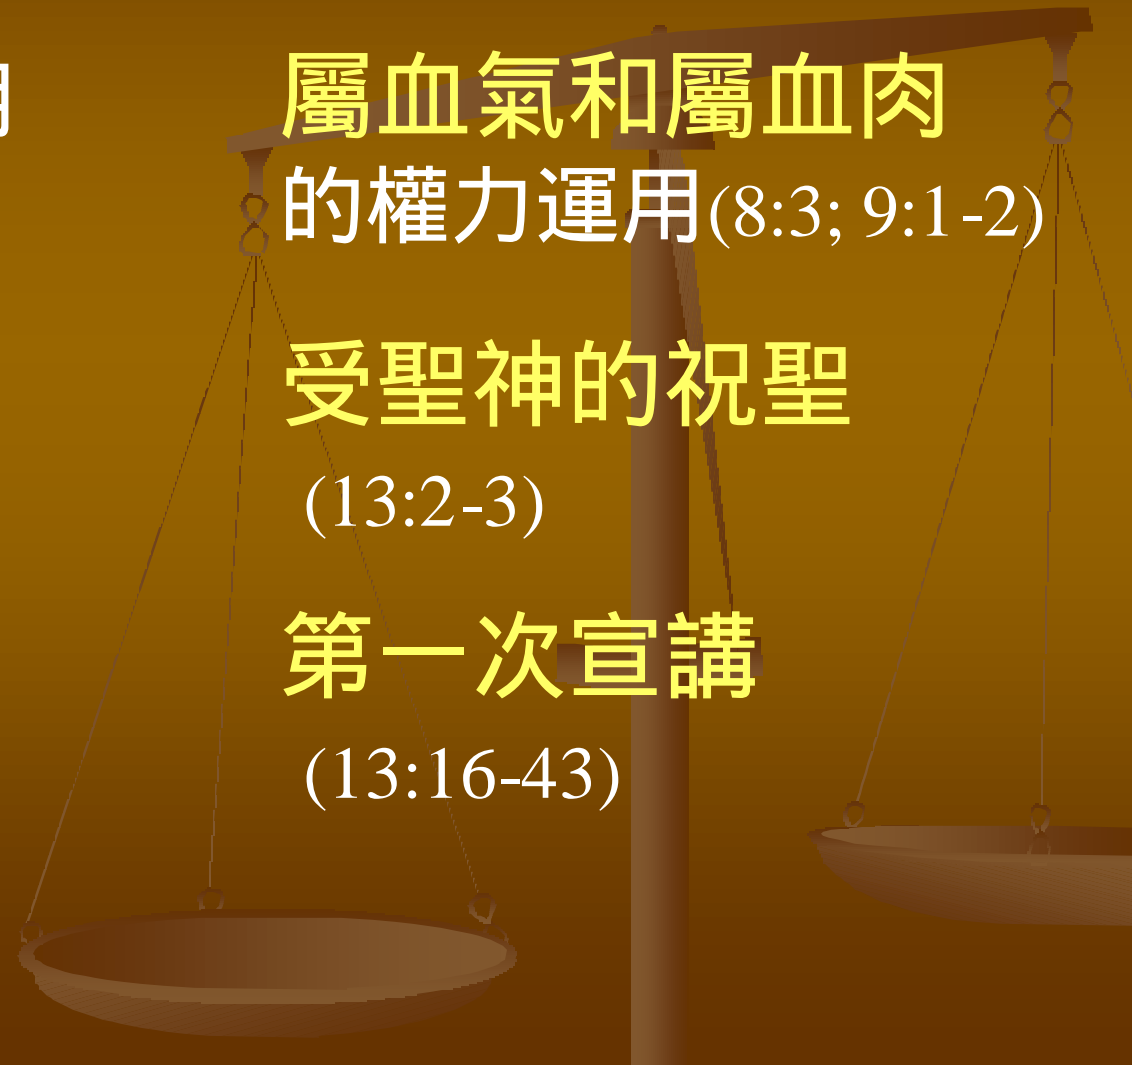 屬血氣和屬血肉
的權力運用(8:3; 9:1-2)
受聖神的祝聖
(13:2-3)
第一次宣講
(13:16-43)